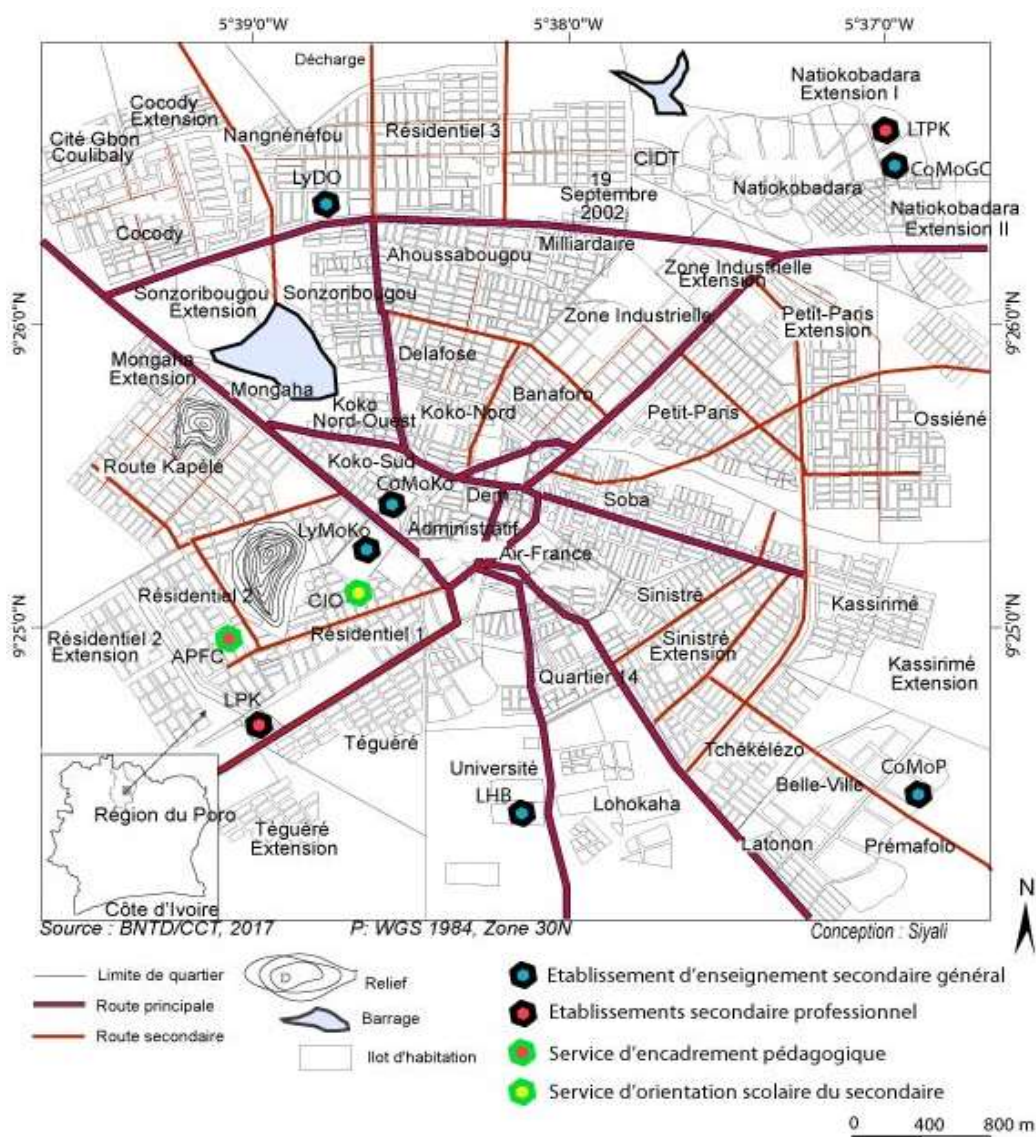 5°39'0"W
5°38'0"W
5°37'0"W
Décharge
Natiokobadara
Extension I
Cocody
Extension
Cité Gbon
Coulibaly
Nangnénéfou
Résidentiel 3
LTPK
CIDT
CoMoGC
LyDO
19
Septembre
2002
Natiokobadara
Natiokobadara
Extension II
Cocody
Milliardaire
Ahoussabougou
Zone Industrielle
Extension
Sonzoribougou
Extension
Sonzoribougou
Zone Industrielle
Petit-Paris
Extension
9°26'0"N
9°26'0"N
Mongaha
Extension
Delafose
Mongaha
Banaforo
Koko
Nord-Ouest
Koko-Nord
Petit-Paris
Ossiéné
Route Kapélé
Koko-Sud
CoMoKo
Dem
Soba
LyMoKo
Administratif
Air-France
Résidentiel 2
CIO
Sinistré
Kassirimé
9°25'0"N
9°25'0"N
Résidentiel 2
Extension
Résidentiel 1
Sinistré
Extension
APFC
Kassirimé
Extension
Quartier 14
LPK
Téguéré
Tchékélézo
Université
CoMoP
Belle-Ville
LHB
Lohokaha
Région du Poro
Téguéré
Extension
Latonon
Prémafolo
Côte d'Ivoire
N
Source : BNTD/CCT, 2017
P: WGS 1984, Zone 30N
Conception : Siyali
Limite de quartier
Route principale
Route secondaire
Relief
Barrage
Ilot d'habitation
Etablissement d'enseignement secondaire général
Etablissements secondaire professionnel
Service d'encadrement pédagogique
Service d'orientation scolaire du secondaire
0 400 800 m